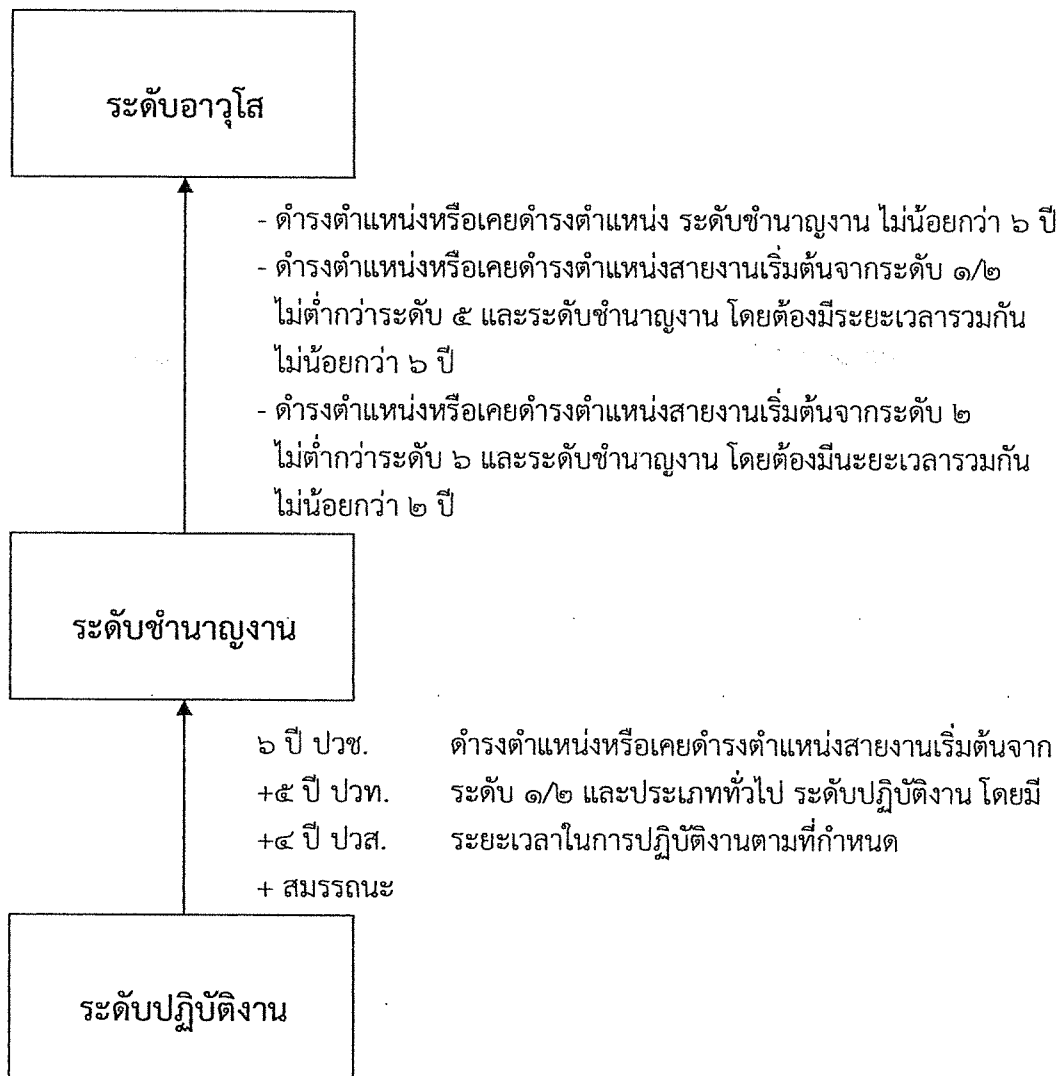 ระดับอาวุโส
- ดำรงตำแหน่งหรือเคยดำรงตำแหน่ง ระดับชำนาญงาน ไม่น้อยกว่า ๖ ปี
- ดำรงตำแหน่งหรือเคยดำรงตำแหน่งสายงานเริ่มต้นจากระดับ ๑/๒
ไม่ต่ำกว่าระดับ ๕ และระดับชำนาญงาน โดยต้องมีระยะเวลารวมกัน
ไม่น้อยกว่า ๖ ปี
- ดำรงตำแหน่งหรือเคยดำรงตำแหน่งสายงานเริ่มต้นจากระดับ ๒
ไม่ต่ำกว่าระดับ ๖ และระดับชำนาญงาน โดยต้องมีนะยะเวลารวมกัน
ไม่น้อยกว่า ๒ ปี
ระดับชำนาญงาน
๖ ปี ปวช. ดำรงตำแหน่งหรือเคยดำรงตำแหน่งสายงานเริ่มต้นจาก
+๕ ปี ปวท. ระดับ ๑/๒ และประเภททั่วไป ระดับปฏิบัติงาน โดยมี
+๔ ปี ปวส. ระยะเวลาในการปฏิบัติงานตามที่กำหนด
+ สมรรถนะ
ระดับปฏิบัติงาน